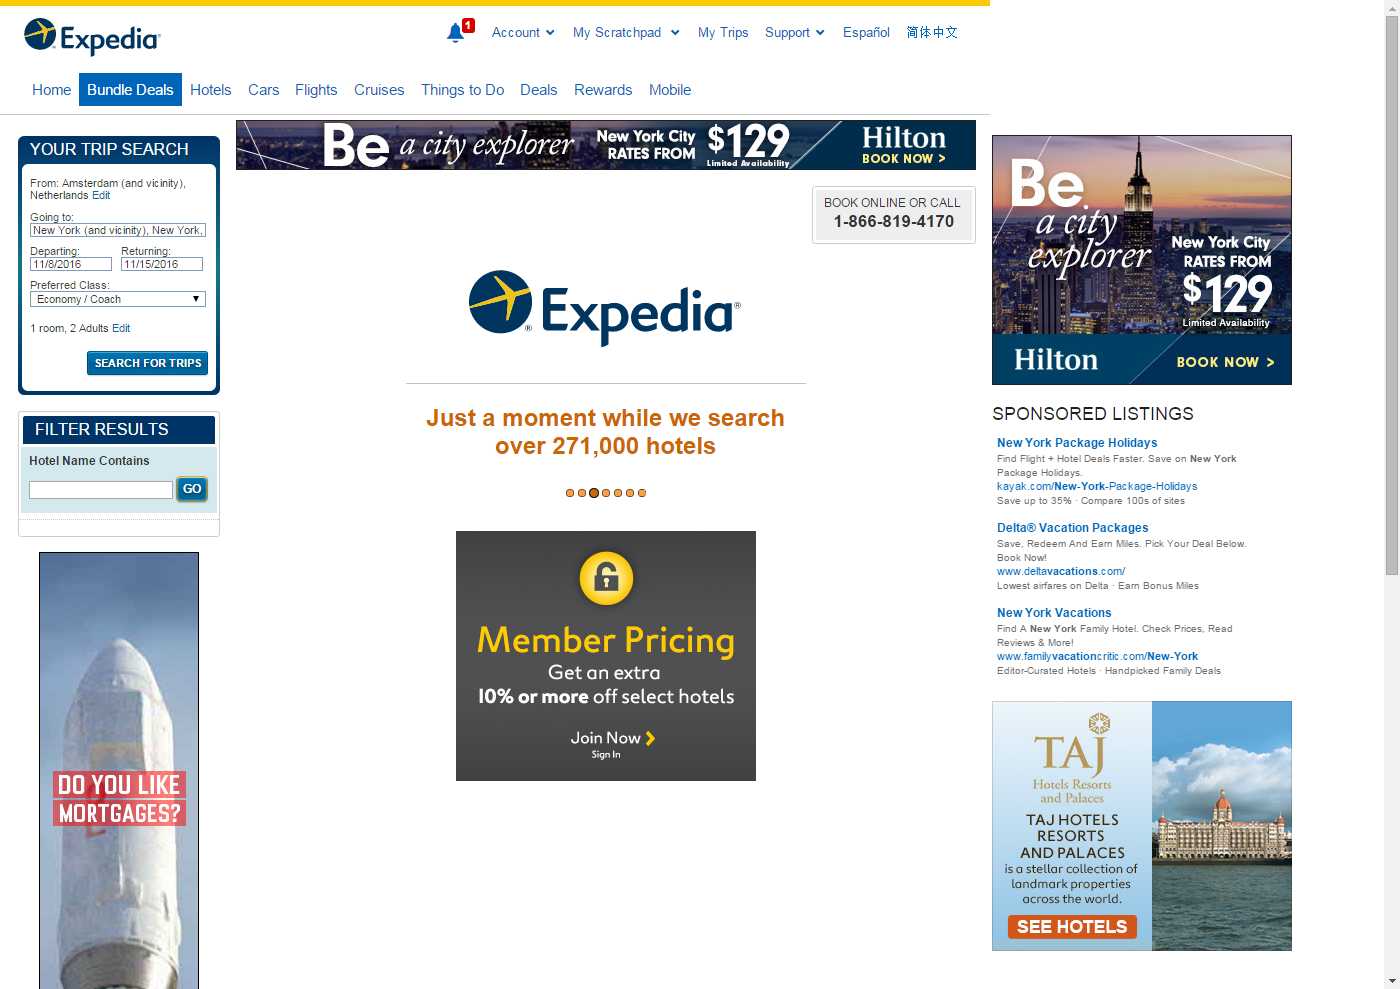 Expedia
1
Account
My Scratchpad
My Trips
Support
Español
简体中文
Home
Bundle Deals
Hotels
Cars
Flights
Cruises
Things to Do
Deals
Rewards
Mobile
YOUR TRIP SEARCH
From: Amsterdam (and vicinity),
Netherlands Edit
Going to:
New York (and vicinity), New York,
Departing:
Returning:
11/8/2016
11/15/2016
Preferred Class:
Economy / Coach
1 room, 2 Adults Edit
SEARCH FOR TRIPS
FILTER RESULTS
Hotel Name Contains
GO
DO YOU LIKE
MORTGAGES?
Be a city explorer
New York City
RATES FROM
$129
Limited Availability
Hilton
BOOK NOW >
BOOK ONLINE OR CALL
1-866-819-4170
Expedia®
Just a moment while we search
over 271,000 hotels
Member Pricing
Get an extra
10% or more off select hotels
Join Now
Sign In
Be
a city
explorer
New York City
RATES FROM
$129
Limited Availability
Hilton
BOOK NOW >
SPONSORED LISTINGS
New York Package Holidays
Find Flight + Hotel Deals Faster. Save on New York
Package Holidays.
kayak.com/New-York-Package-Holidays
Save up to 35% · Compare 100s of sites
Delta® Vacation Packages
Save, Redeem And Earn Miles. Pick Your Deal Below.
Book Now!
www.deltavacations.com/
Lowest airfares on Delta · Earn Bonus Miles
New York Vacations
Find A New York Family Hotel. Check Prices, Read
Reviews & More!
www.familyvacationcritic.com/New-York
Editor-Curated Hotels · Handpicked Family Deals
TAJ
Hotels Resorts
and Palaces
TAJ HOTELS
RESORTS
AND PALACES
is a stellar collection of
landmark properties
across the world.
SEE HOTELS